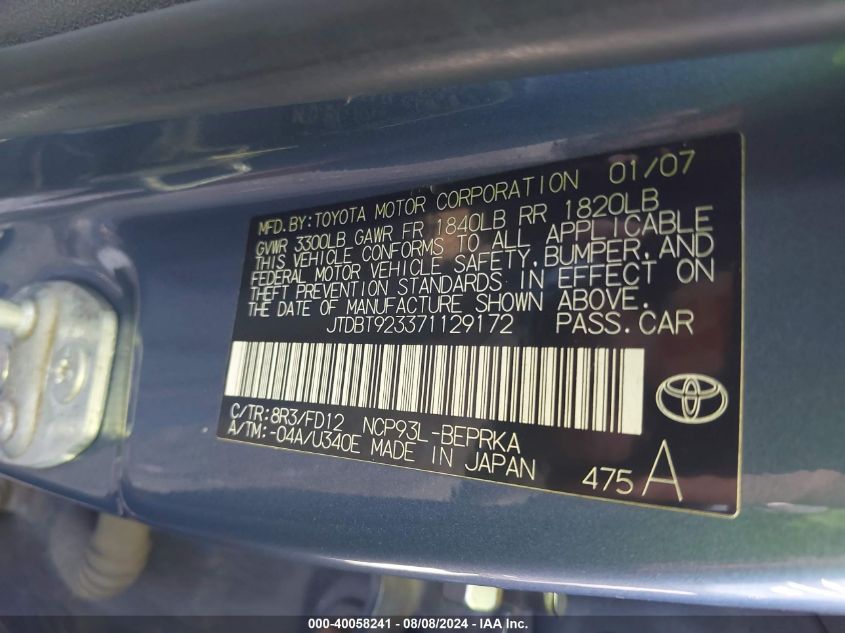 MFD. BY: TOYOTA MOTOR CORPORATION 01/07
GVWR 3300LB GAWR FR 1840LB RR 1820LB
THIS VEHICLE CONFORMS TO ALL APPLICABLE
FEDERAL MOTOR VEHICLE SAFETY, BUMPER, AND
THEFT PREVENTION STANDARDS IN EFFECT ON
THE DATE OF MANUFACTURE SHOWN ABOVE.
JTDBT923371129172 PASS. CAR
C/TR: 8R3/FD12 NCP93L-BEPRKA
A/TM: -04A/U340E MADE IN JAPAN
475 A
000-40058241 - 08/08/2024 - IAA Inc.